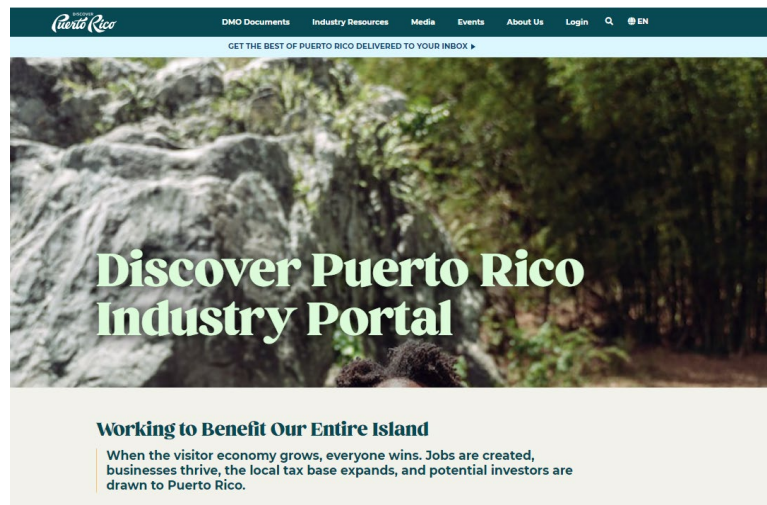 DISCOVER
Puerto Rico
DMO Documents Industry Resources Media Events About Us Login EN
GET THE BEST OF PUERTO RICO DELIVERED TO YOUR INBOX
Discover Puerto Rico
Industry Portal
Working to Benefit Our Entire Island
When the visitor economy grows, everyone wins. Jobs are created,
businesses thrive, the local tax base expands, and potential investors are
drawn to Puerto Rico.